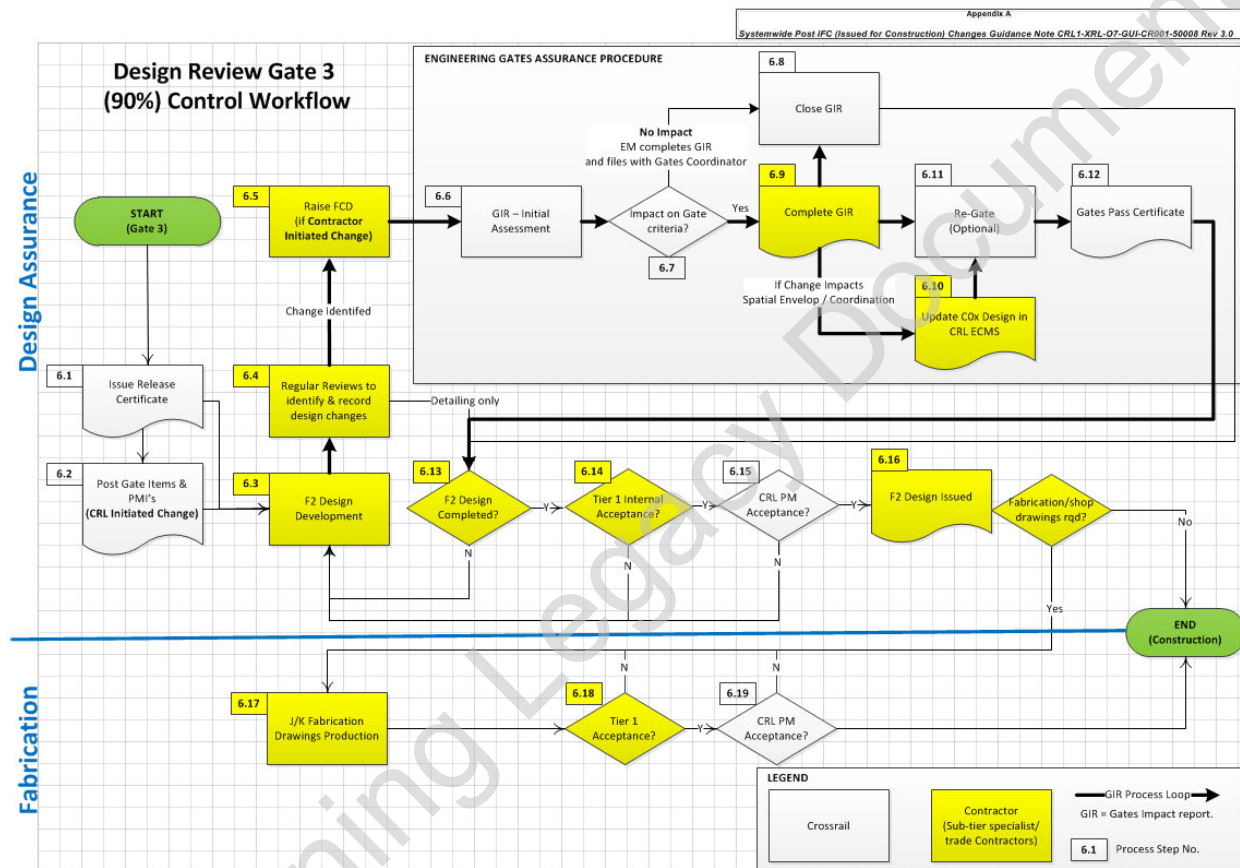 Appendix A
Systemwide Post IFC (Issued for Construction) Changes Guidance Note CRL1-XRL-O7-GUI-CR001-50008 Rev 3.0
Design Review Gate 3
(90%) Control Workflow
ENGINEERING GATES ASSURANCE PROCEDURE
Design Assurance
START
(Gate 3)
6.1
Issue Release
Certificate
6.2
Post Gate Items &
PMI's
(CRL Initiated Change)
6.3
F2 Design
Development
6.4
Regular Reviews to
identify & record
design changes
Detailing only
Change Identifed
6.5
Raise FCD
(if Contractor
Initiated Change)
6.6
GIR – Initial
Assessment
Impact on Gate
criteria?
6.7
No Impact
EM completes GIR
and files with Gates Coordinator
Yes
6.8
Close GIR
6.9
Complete GIR
If Change Impacts
Spatial Envelop / Coordination
6.10
Update C0x Design in
CRL ECMS
6.11
Re-Gate
(Optional)
6.12
Gates Pass Certificate
6.13
F2 Design
Completed?
Y
N
6.14
Tier 1 Internal
Acceptance?
Y
N
6.15
CRL PM
Acceptance?
Y
N
6.16
F2 Design Issued
Fabrication/shop
drawings rqd?
No
Yes
END
(Construction)
Fabrication
6.17
J/K Fabrication
Drawings Production
6.18
Tier 1
Acceptance?
N
Y
6.19
CRL PM
Acceptance?
N
LEGEND
Crossrail
Contractor
(Sub-tier specialist/
trade Contractors)
GIR Process Loop
GIR = Gates Impact report.
6.1
Process Step No.
ning Legacy Document